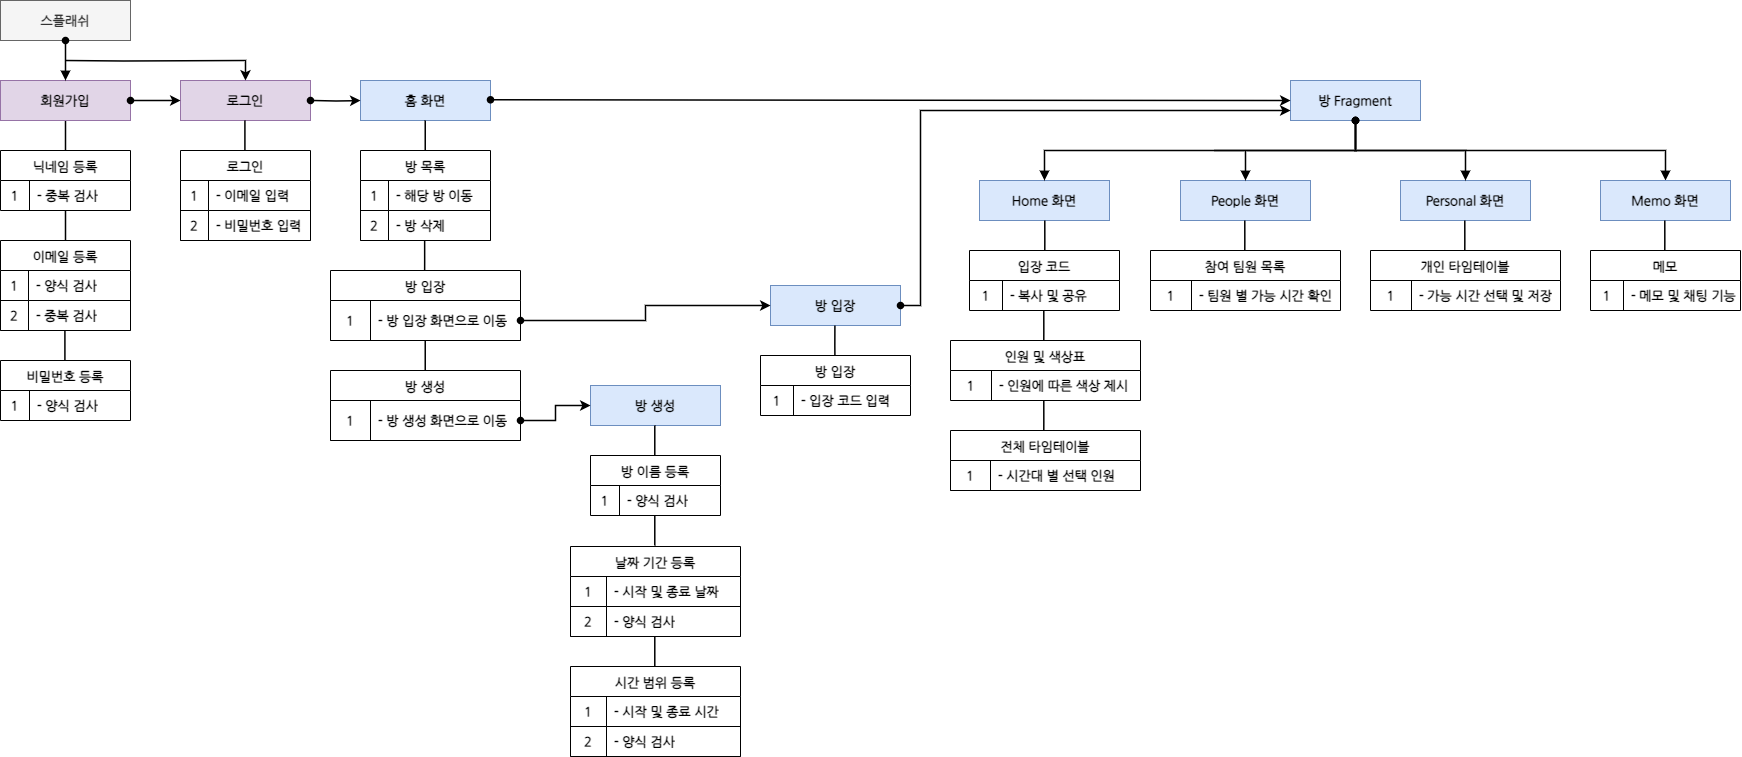 스플래쉬
회원가입
로그인
홈 화면
방 Fragment
닉네임 등록
1 - 중복 검사
이메일 등록
1 - 양식 검사
2 - 중복 검사
비밀번호 등록
1 - 양식 검사
로그인
1 - 이메일 입력
2 - 비밀번호 입력
방 목록
1 - 해당 방 이동
2 - 방 삭제
방 입장
1 - 방 입장 화면으로 이동
방 생성
1 - 방 생성 화면으로 이동
방 생성
방 이름 등록
1 - 양식 검사
날짜 기간 등록
1 - 시작 및 종료 날짜
2 - 양식 검사
시간 범위 등록
1 - 시작 및 종료 시간
2 - 양식 검사
방 입장
방 입장
1 - 입장 코드 입력
Home 화면
입장 코드
1 - 복사 및 공유
인원 및 색상표
1 - 인원에 따른 색상 제시
전체 타임테이블
1 - 시간대 별 선택 인원
People 화면
참여 팀원 목록
1 - 팀원 별 가능 시간 확인
Personal 화면
개인 타임테이블
1 - 가능 시간 선택 및 저장
Memo 화면
메모
1 - 메모 및 채팅 기능